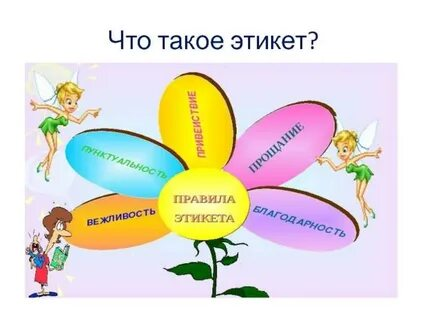 Что такое этикет?
ВЕЖЛИВОСТЬ
ПУНКТУАЛЬНОСТЬ
ПРИВЕТСТВИЕ
ПРОЩАНИЕ
БЛАГОДАРНОСТЬ
ПРАВИЛА
ЭТИКЕТА